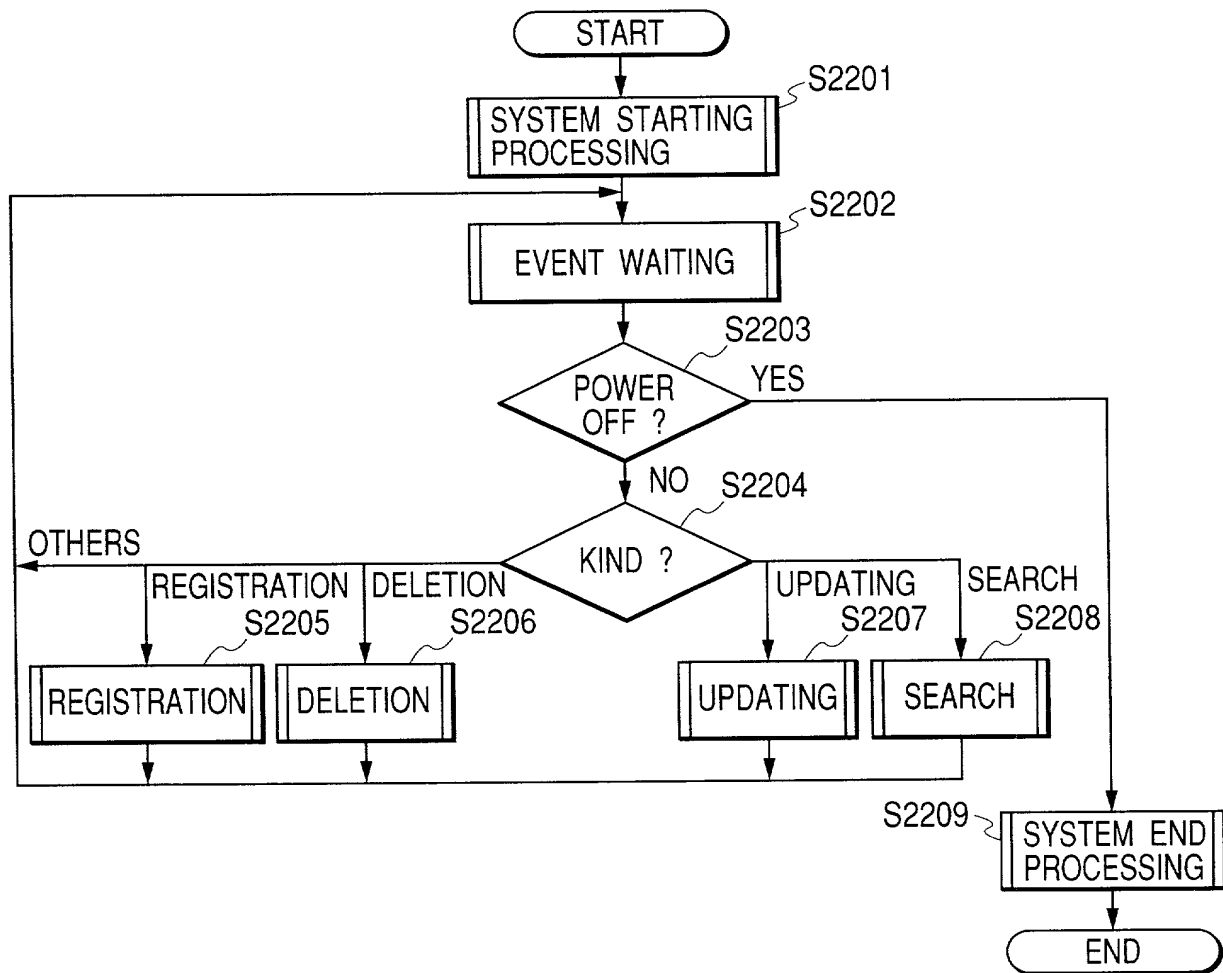 START
S2201
SYSTEM STARTING
PROCESSING
S2202
EVENT WAITING
S2203
POWER
OFF ?
YES
NO
S2204
KIND ?
OTHERS
REGISTRATION
DELETION
UPDATING
SEARCH
S2205
S2206
S2207
S2208
REGISTRATION
DELETION
UPDATING
SEARCH
S2209
SYSTEM END
PROCESSING
END